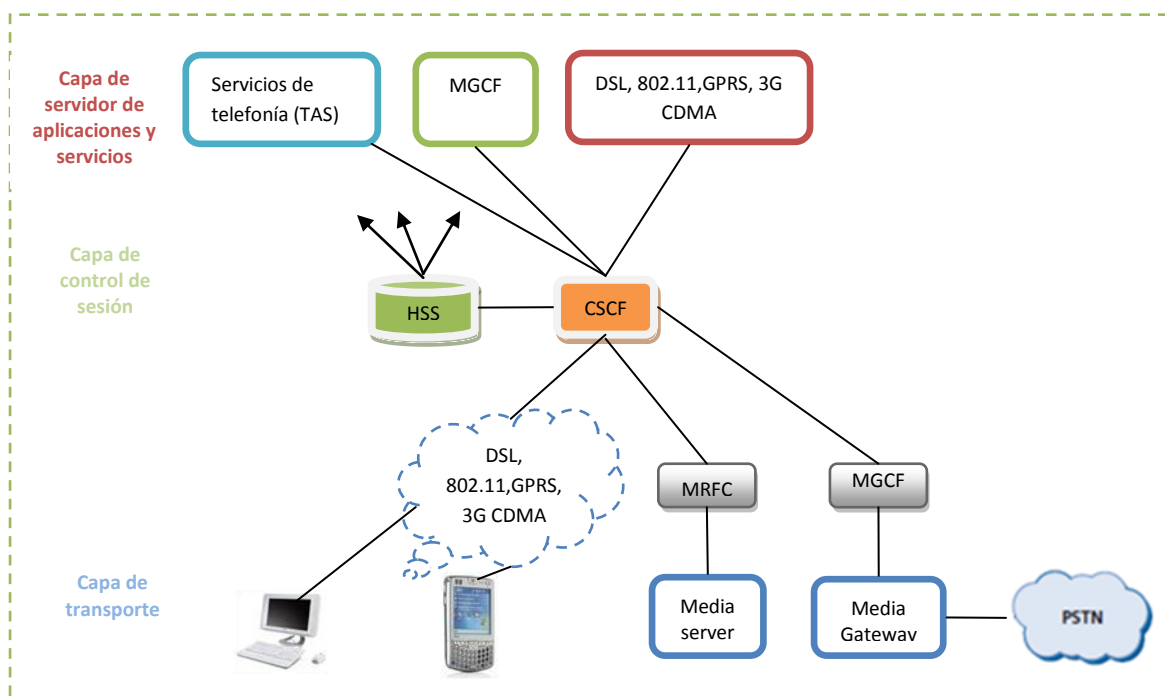 Capa de
servidor de
aplicaciones y
servicios
Servicios de
telefonía (TAS)
MGCF
DSL, 802.11,GPRS, 3G
CDMA
Capa de
control de
sesión
HSS
CSCF
DSL,
802.11,GPRS,
3G CDMA
MRFC
MGCF
Capa de
transporte
Media
server
Media
Gateway
PSTN